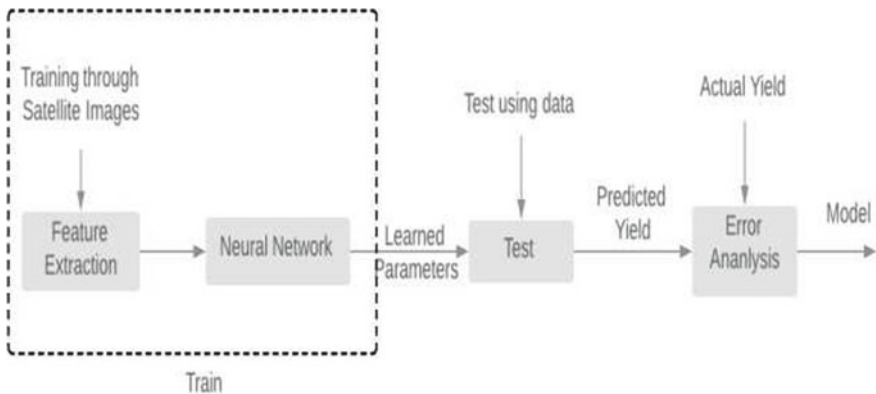 Training through
Satellite Images
Feature
Extraction
Neural Network
Learned
Parameters
Test using data
Test
Predicted
Yield
Actual Yield
Error
Ananlysis
Model
Train